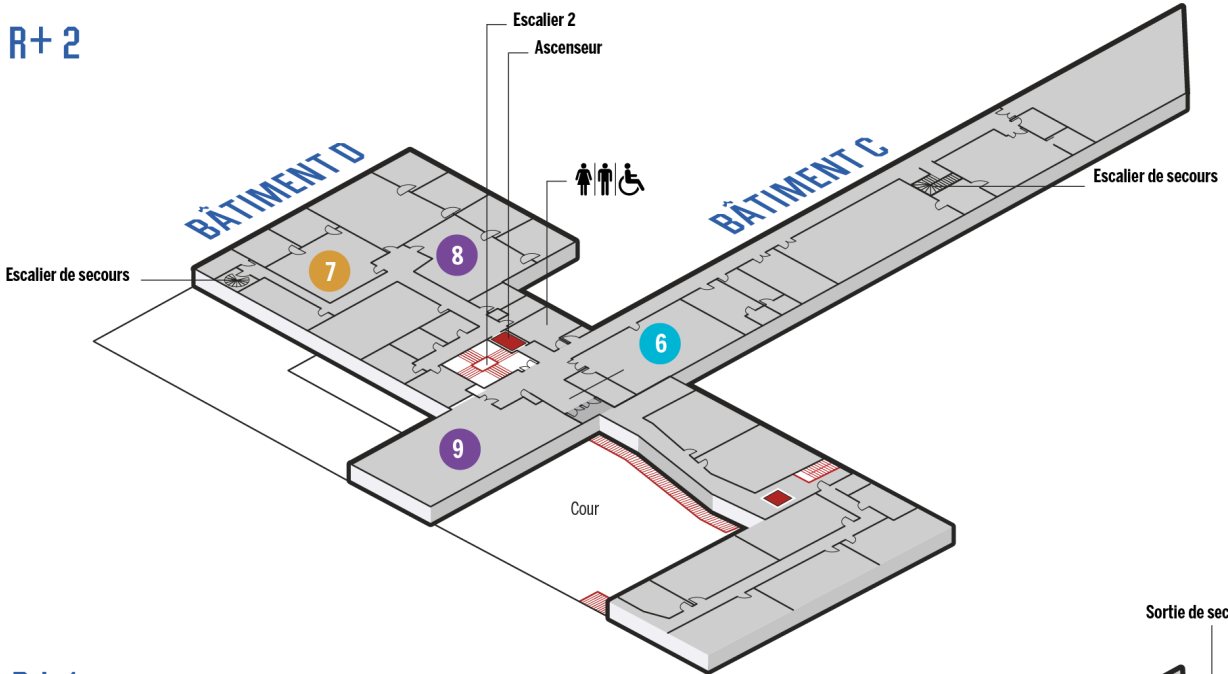 R+ 2
Escalier 2
Ascenseur
BÂTIMENT D
BÂTIMENT C
Escalier de secours
Escalier de secours
8
7
6
9
Cour
Sortie de sec